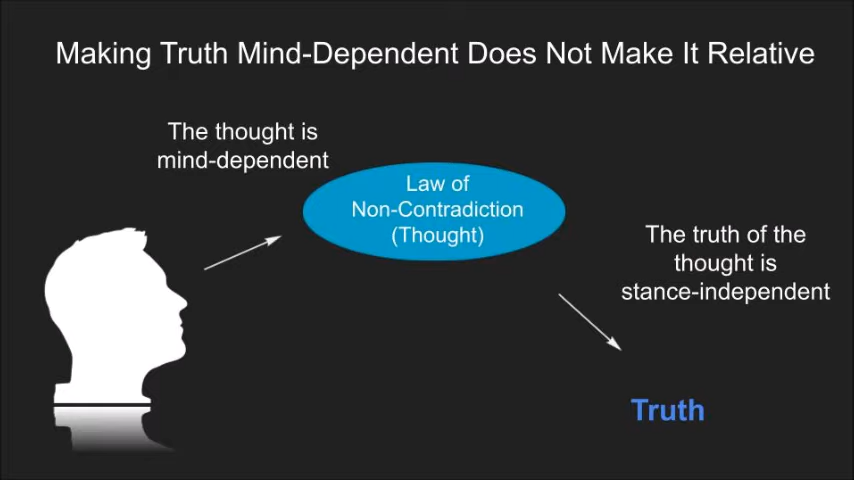 Making Truth Mind-Dependent Does Not Make It Relative
The thought is
mind-dependent
Law of
Non-Contradiction
(Thought)
The truth of the
thought is
stance-independent
Truth